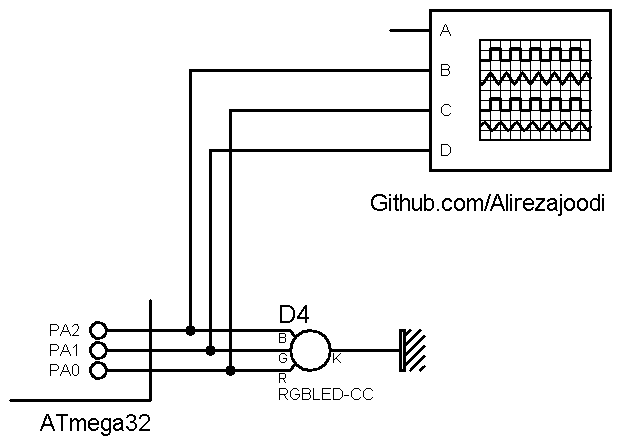 A
B
C
D
Github.com/Alirezajoodi
D4
PA2
B
PA1
G
K
PA0
R
RGBLED-CC
ATmega32